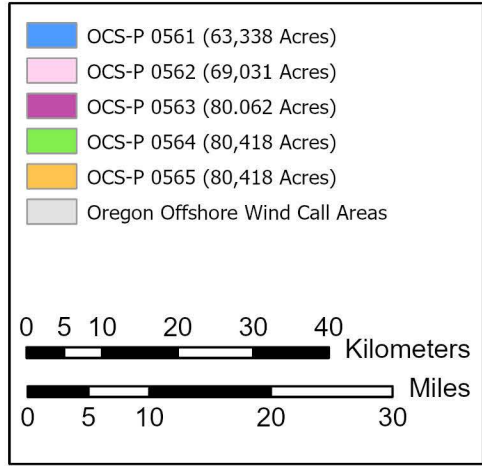 OCS-P 0561 (63,338 Acres)
OCS-P 0562 (69,031 Acres)
OCS-P 0563 (80.062 Acres)
OCS-P 0564 (80,418 Acres)
OCS-P 0565 (80,418 Acres)
Oregon Offshore Wind Call Areas
0 5 10 20 30 40
Kilometers
Miles
0 5 10 20 30